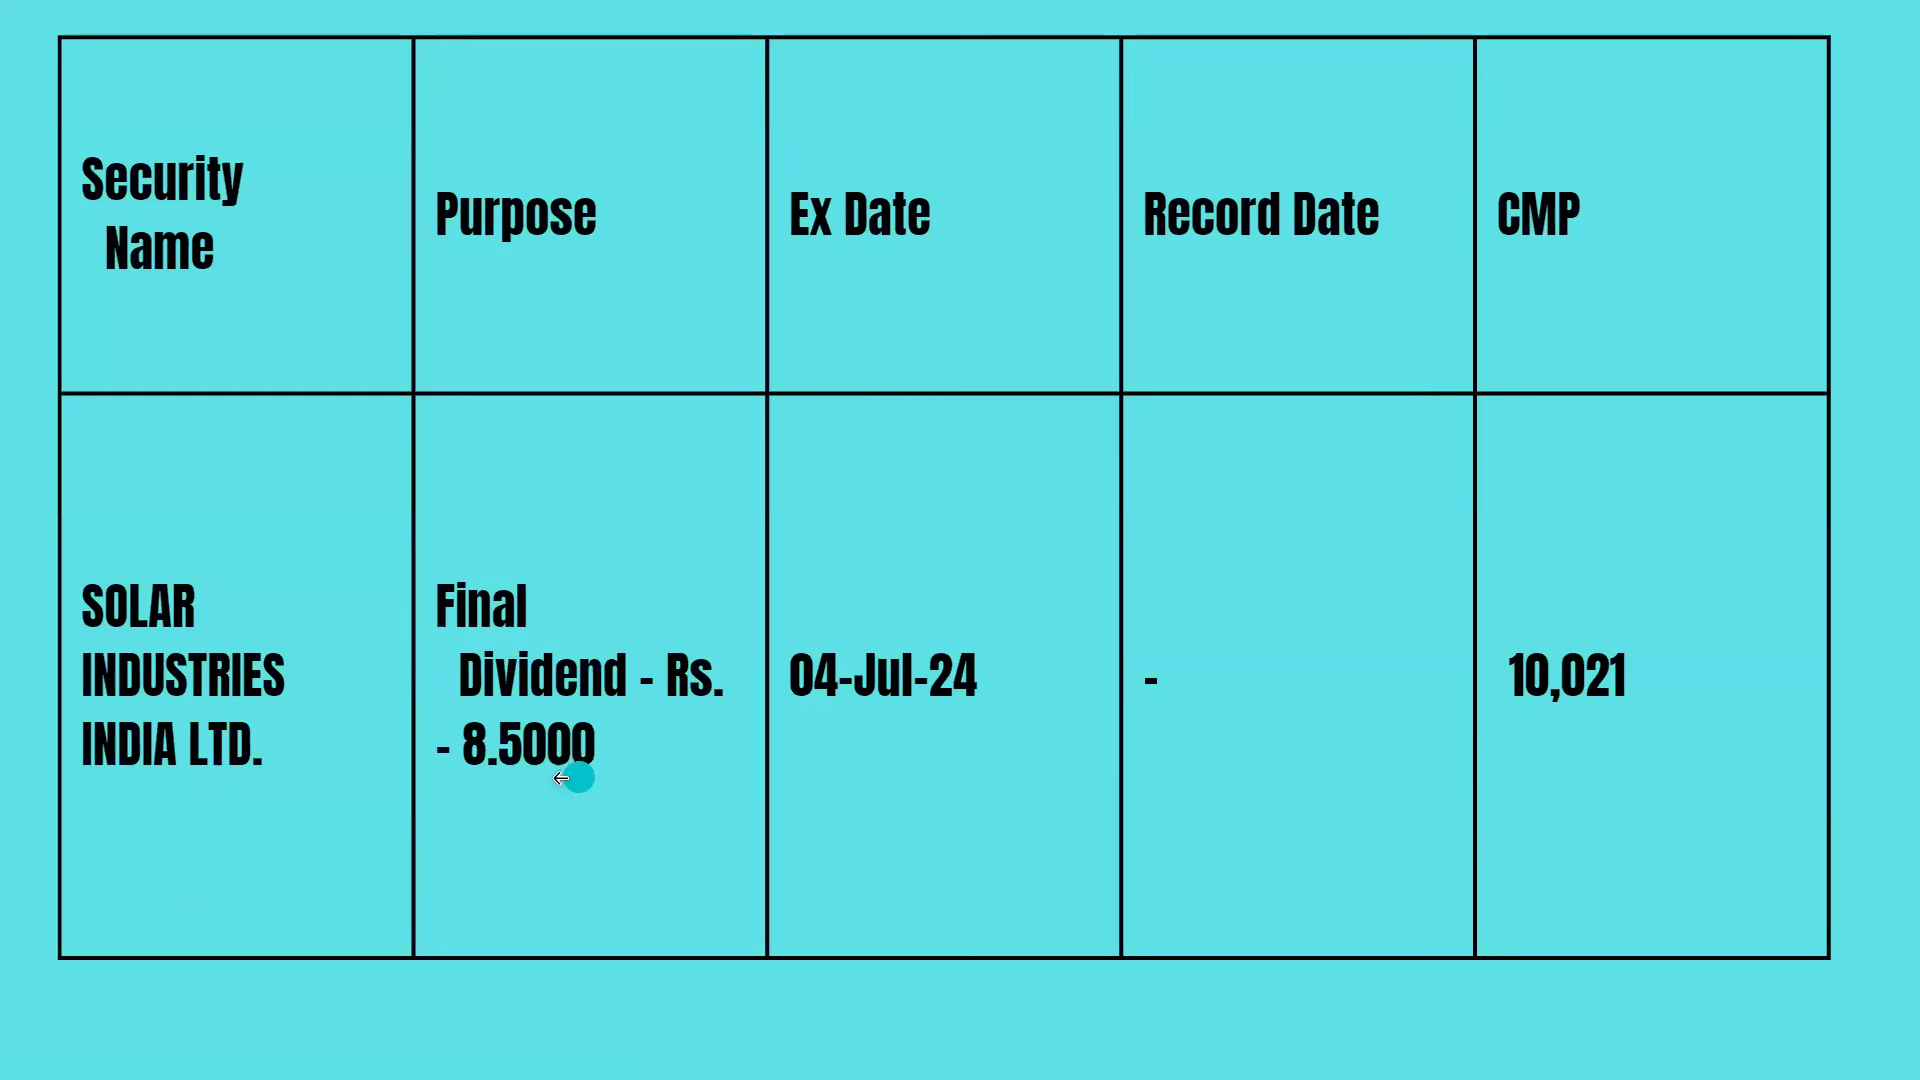 Security
Name
Purpose
Ex Date
Record Date
CMP
SOLAR
INDUSTRIES
INDIA LTD.
Final
Dividend - Rs.
- 8.5000
04-Jul-24
-
10,021